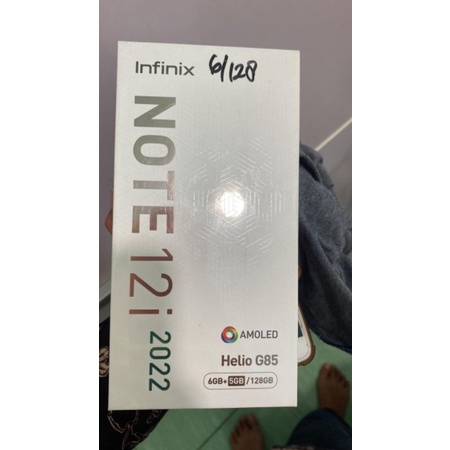 Infinix 6/128
NOTE 12i 2022
AMOLED
Helio G85
6GB+5GB/128GB